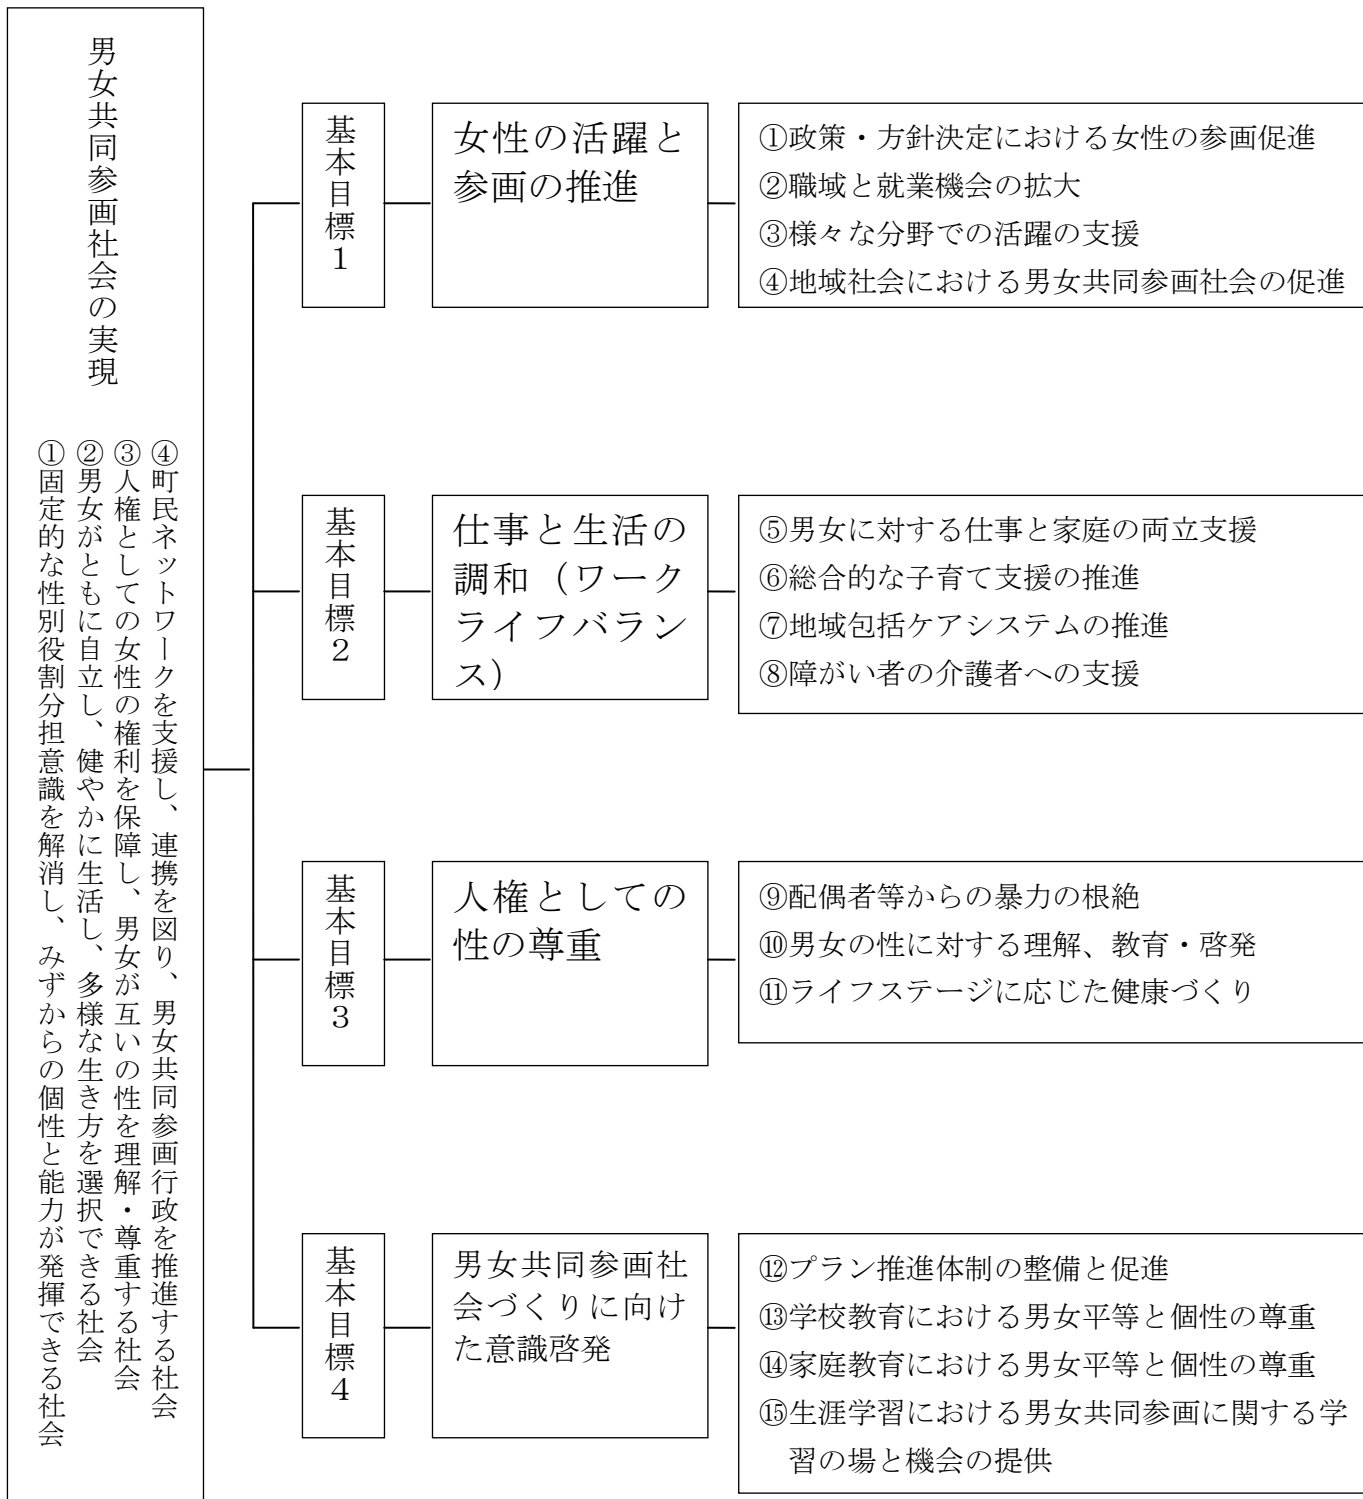 男女共同参画社会の実現
④町民ネットワークを支援し、連携を図り、男女共同参画行政を推進する社会
③人権としての女性の権利を保障し、男女が互いの性を理解・尊重する社会
②男女がともに自立し、健やかに生活し、多様な生き方を選択できる社会
①固定的な性別役割分担意識を解消し、みずからの個性と能力が発揮できる社会
基本目標1
女性の活躍と
参画の推進
①政策・方針決定における女性の参画促進
②職域と就業機会の拡大
③様々な分野での活躍の支援
④地域社会における男女共同参画社会の促進
基本目標2
仕事と生活の
調和（ワーク
ライフバラン
ス）
⑤男女に対する仕事と家庭の両立支援
⑥総合的な子育て支援の推進
⑦地域包括ケアシステムの推進
⑧障がい者の介護者への支援
基本目標3
人権としての
性の尊重
⑨配偶者等からの暴力の根絶
⑩男女の性に対する理解、教育・啓発
⑪ライフステージに応じた健康づくり
基本目標4
男女共同参画社
会づくりに向け
た意識啓発
⑫プラン推進体制の整備と促進
⑬学校教育における男女平等と個性の尊重
⑭家庭教育における男女平等と個性の尊重
⑮生涯学習における男女共同参画に関する学
習の場と機会の提供